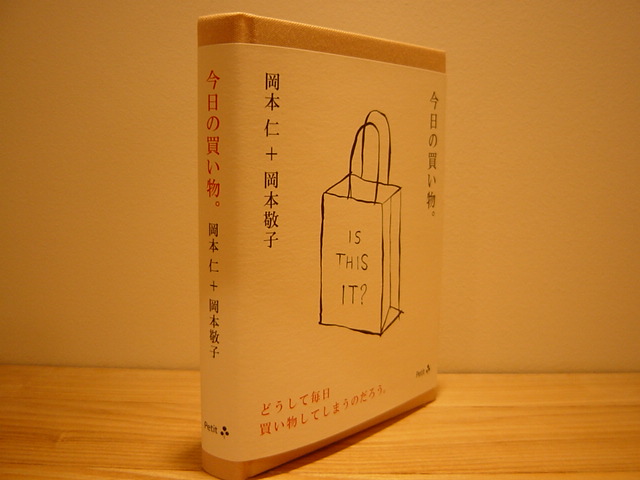 今日の買い物。
岡本 仁 + 岡本敬子
Petit
岡本 仁 + 岡本敬子
今日の買い物。
IS
THIS
IT?
どうして毎日
買い物してしまうのだろう。
Petit